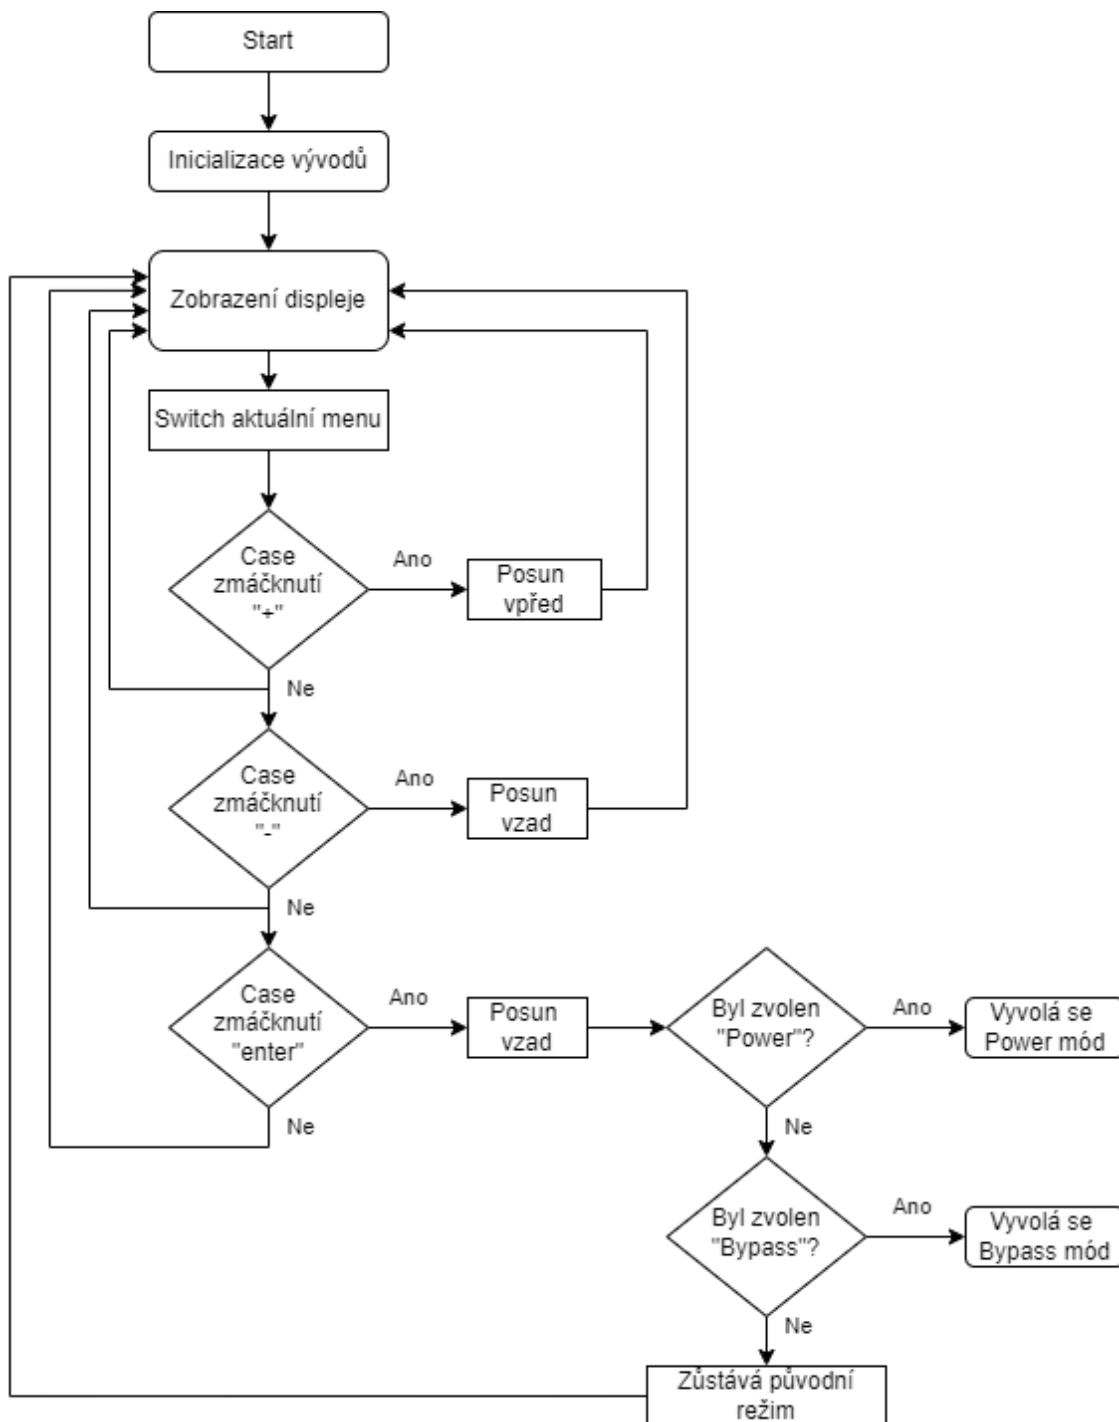 Start
Inicializace vývodů
Zobrazení displeje
Switch aktuální menu
Case
zmáčknutí
"+"
Ano
Posun
vpřed
Ne
Case
zmáčknutí
"-"
Ano
Posun
vzad
Ne
Case
zmáčknutí
"enter"
Ano
Posun
vzad
Byl zvolen
"Power"?
Ano
Vyvolá se
Power mód
Ne
Ne
Byl zvolen
"Bypass"?
Ano
Vyvolá se
Bypass mód
Ne
Zůstává původní
režim